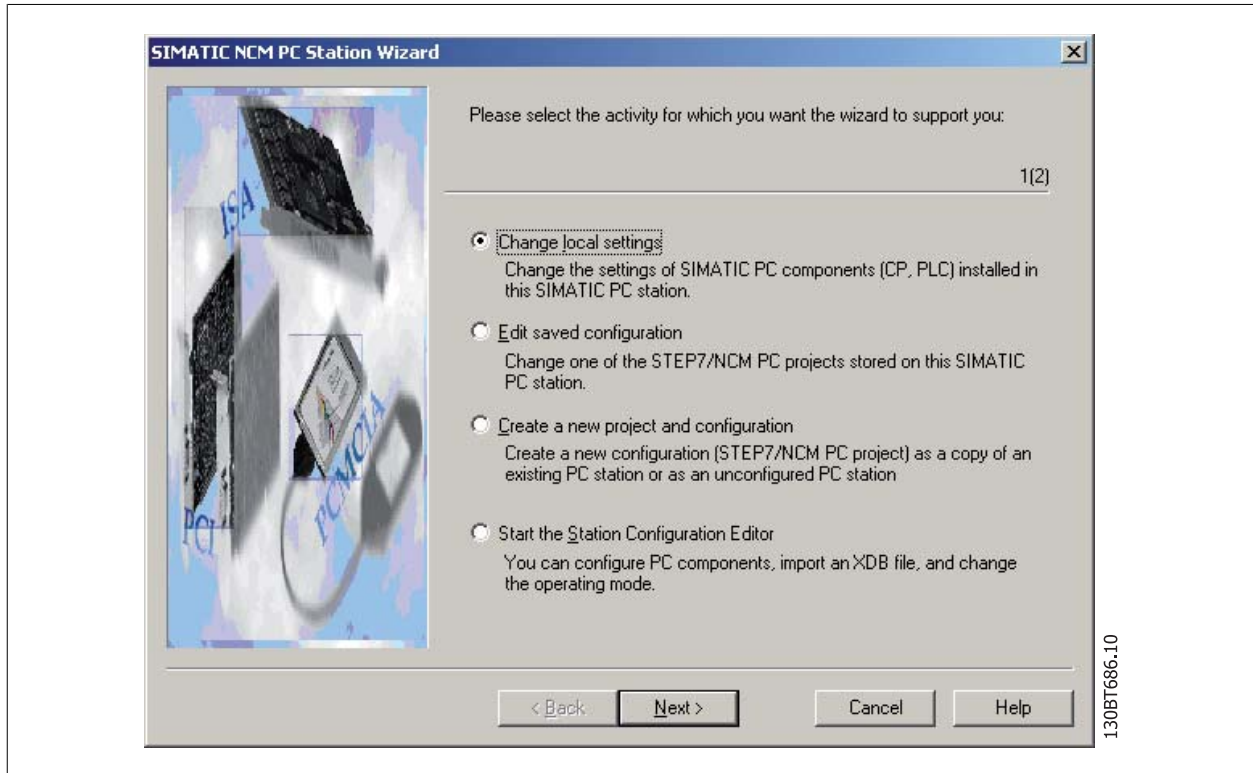 SIMATIC NCM PC Station Wizard
Please select the activity for which you want the wizard to support you:
1(2)
ISA
PCI
PCMCIA
Change local settings
Change the settings of SIMATIC PC components (CP, PLC) installed in
this SIMATIC PC station.
Edit saved configuration
Change one of the STEP7/NCM PC projects stored on this SIMATIC
PC station.
Create a new project and configuration
Create a new configuration (STEP7/NCM PC project) as a copy of an
existing PC station or as an unconfigured PC station
Start the Station Configuration Editor
You can configure PC components, import an XDB file, and change
the operating mode.
< Back
Next >
Cancel
Help
130BT686.10